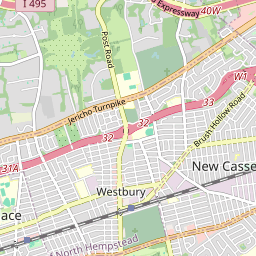 I 495
Expressway
40W
Post Road
W1
Jericho Turnpike
33
Brush Hollow Road
32
32
31A
New Casse
Westbury
ace
of North Hempstead